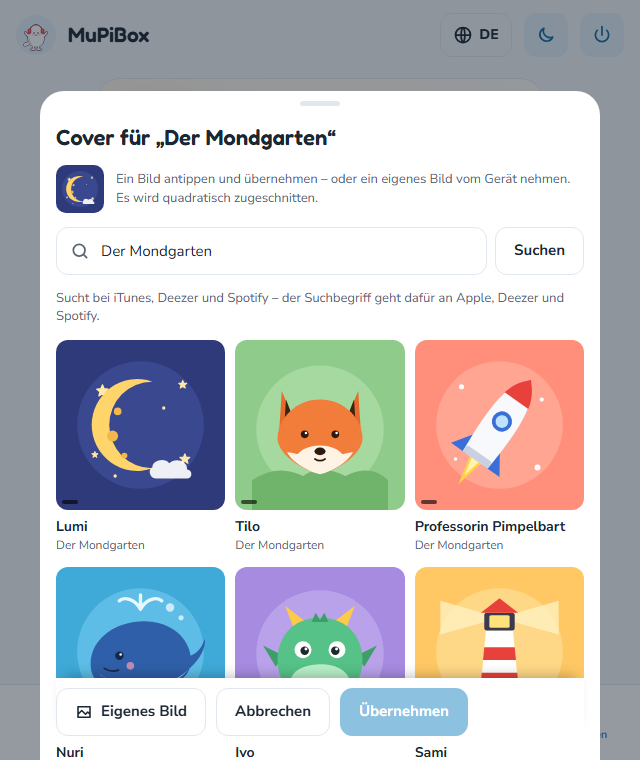 MuPiBox
DE
Cover für „Der Mondgarten“
Ein Bild antippen und übernehmen – oder ein eigenes Bild vom Gerät nehmen.
Es wird quadratisch zugeschnitten.
Der Mondgarten
Suchen
Sucht bei iTunes, Deezer und Spotify – der Suchbegriff geht dafür an Apple, Deezer und
Spotify.
Lumi
Der Mondgarten
Tilo
Der Mondgarten
Professorin Pimpelbart
Der Mondgarten
Eigenes Bild
Abbrechen
Übernehmen
Nuri
Ivo
Sami